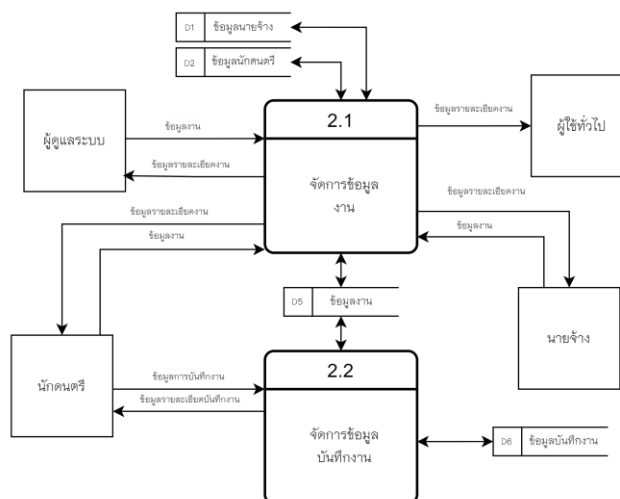 D1 ข้อมูลนายจ้าง
D2 ข้อมูลนักดนตรี
ผู้ดูแลระบบ
ข้อมูลงาน
ข้อมูลรายละเอียดงาน
2.1
จัดการข้อมูล
งาน
ข้อมูลรายละเอียดงาน
ผู้ใช้ทั่วไป
ข้อมูลรายละเอียดงาน
ข้อมูลงาน
ข้อมูลรายละเอียดงาน
ข้อมูลงาน
D5 ข้อมูลงาน
นักดนตรี
นายจ้าง
ข้อมูลการบันทึกงาน
ข้อมูลรายละเอียดบันทึกงาน
2.2
จัดการข้อมูล
บันทึกงาน
D6 ข้อมูลบันทึกงาน